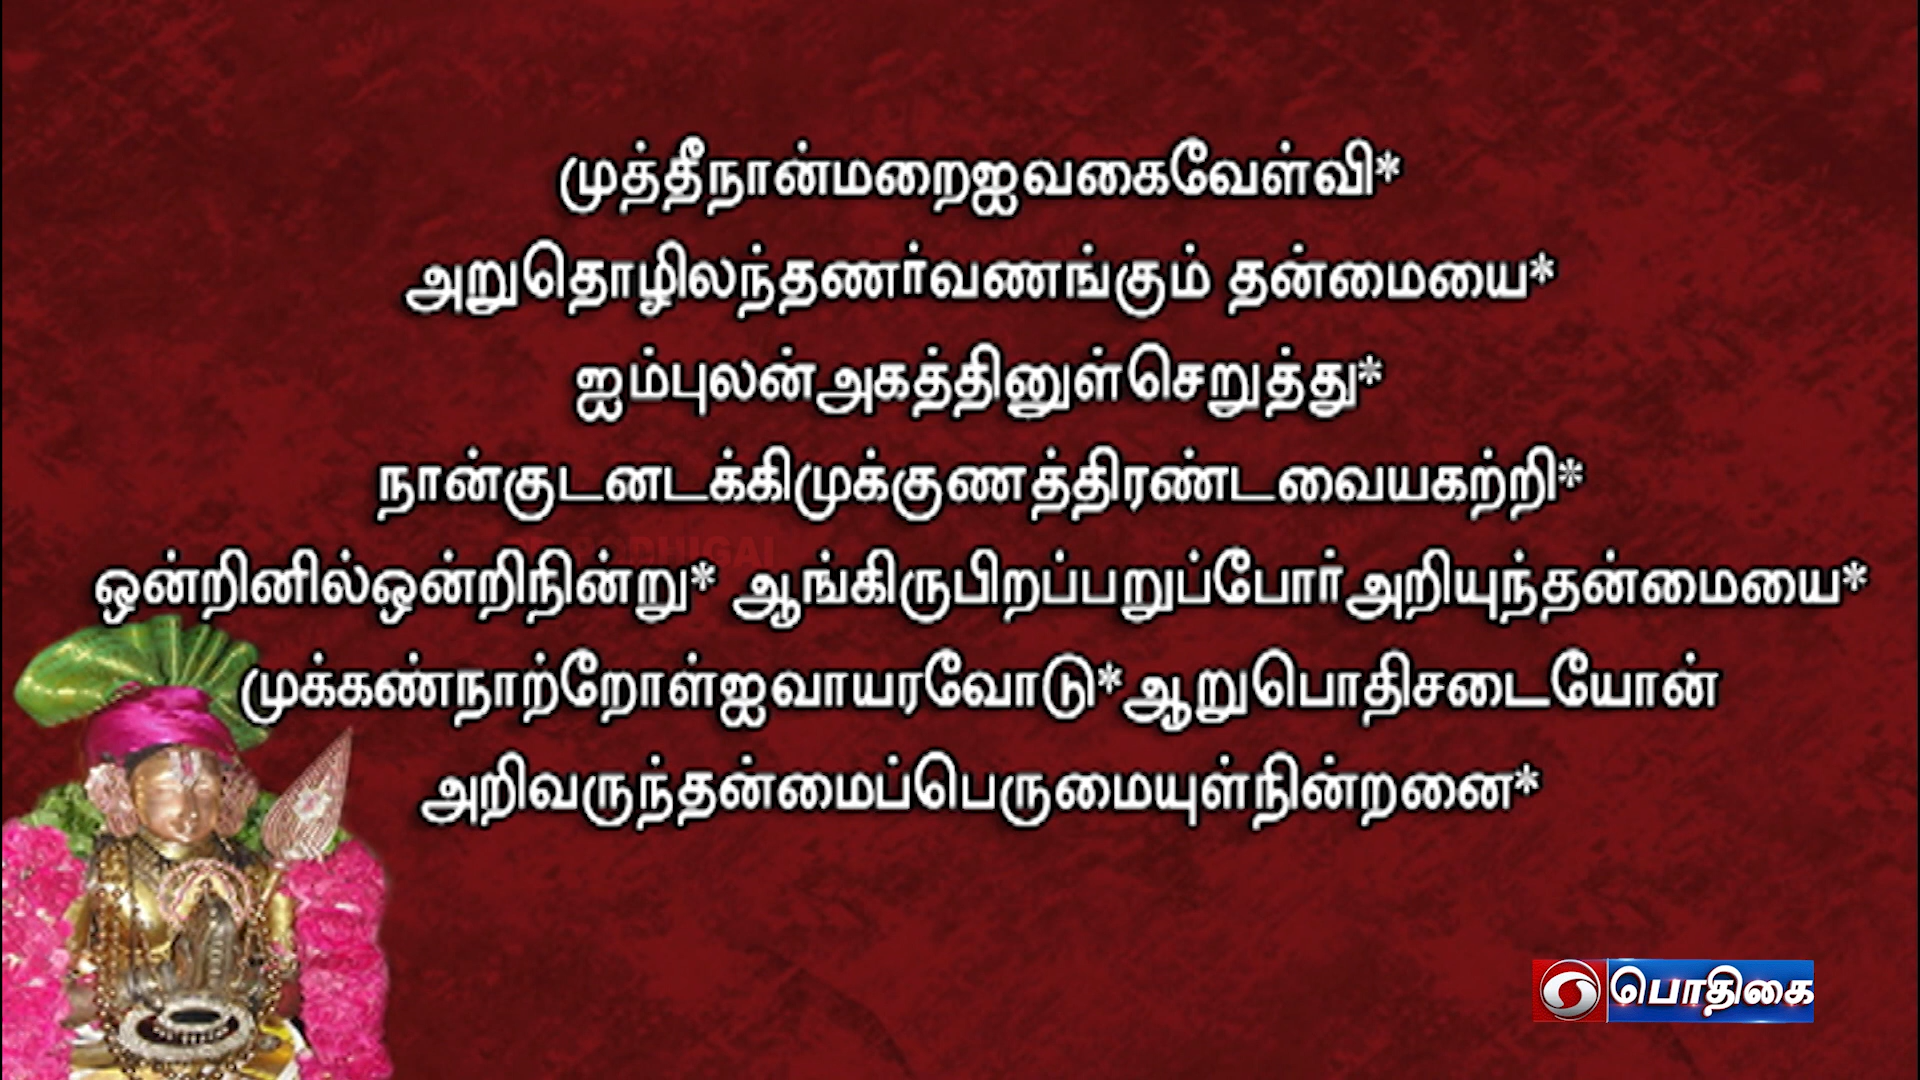 முத்தீநான்மறைஐவகைவேள்வி*
அறுதொழிலந்தணர்வணங்கும் தன்மையை*
ஐம்புலன்அகத்தினுள்செறுத்து*
நான்குடனடக்கிமுக்குணத்திரண்டவையகற்றி*
ஒன்றினில்ஒன்றிநின்று* ஆங்கிருபிறப்பறுப்போர்அறியுந்தன்மையை*
முக்கண்நாற்றோள்ஐவாயரவோடு*ஆறுபொதிசடையோன்
அறிவருந்தன்மைப்பெருமையுள்நின்றனை*
பொதிகை